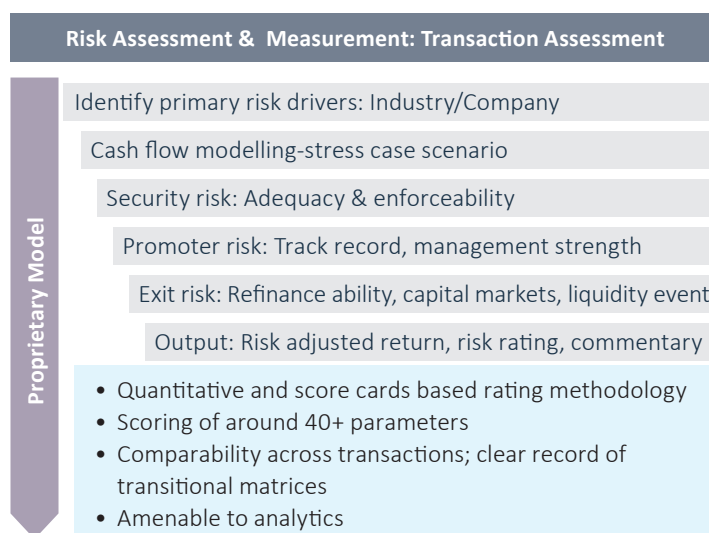 Risk Assessment &  Measurement: Transaction Assessment
Proprietary Model
Identify primary risk drivers: Industry/Company
Cash flow modelling-stress case scenario
Security risk: Adequacy & enforceability
Promoter risk: Track record, management strength
Exit risk: Refinance ability, capital markets, liquidity event
Output: Risk adjusted return, risk rating, commentary
• Quantitative and score cards based rating methodology
• Scoring of around 40+ parameters
• Comparability across transactions; clear record of
transitional matrices
• Amenable to analytics